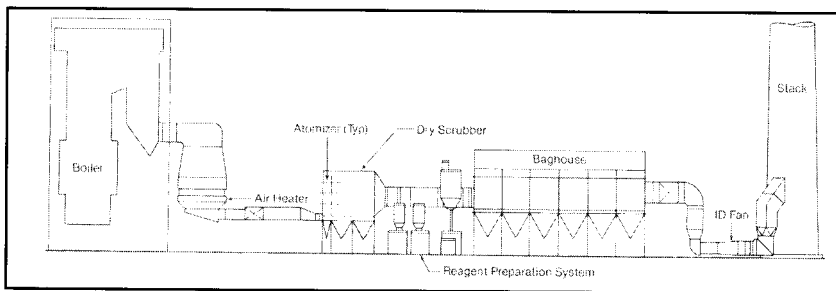 Stack
Atomizer (Typ)
Dry Scrubber
Baghouse
Boiler
Air Heater
ID Fan
Reagent Preparation System